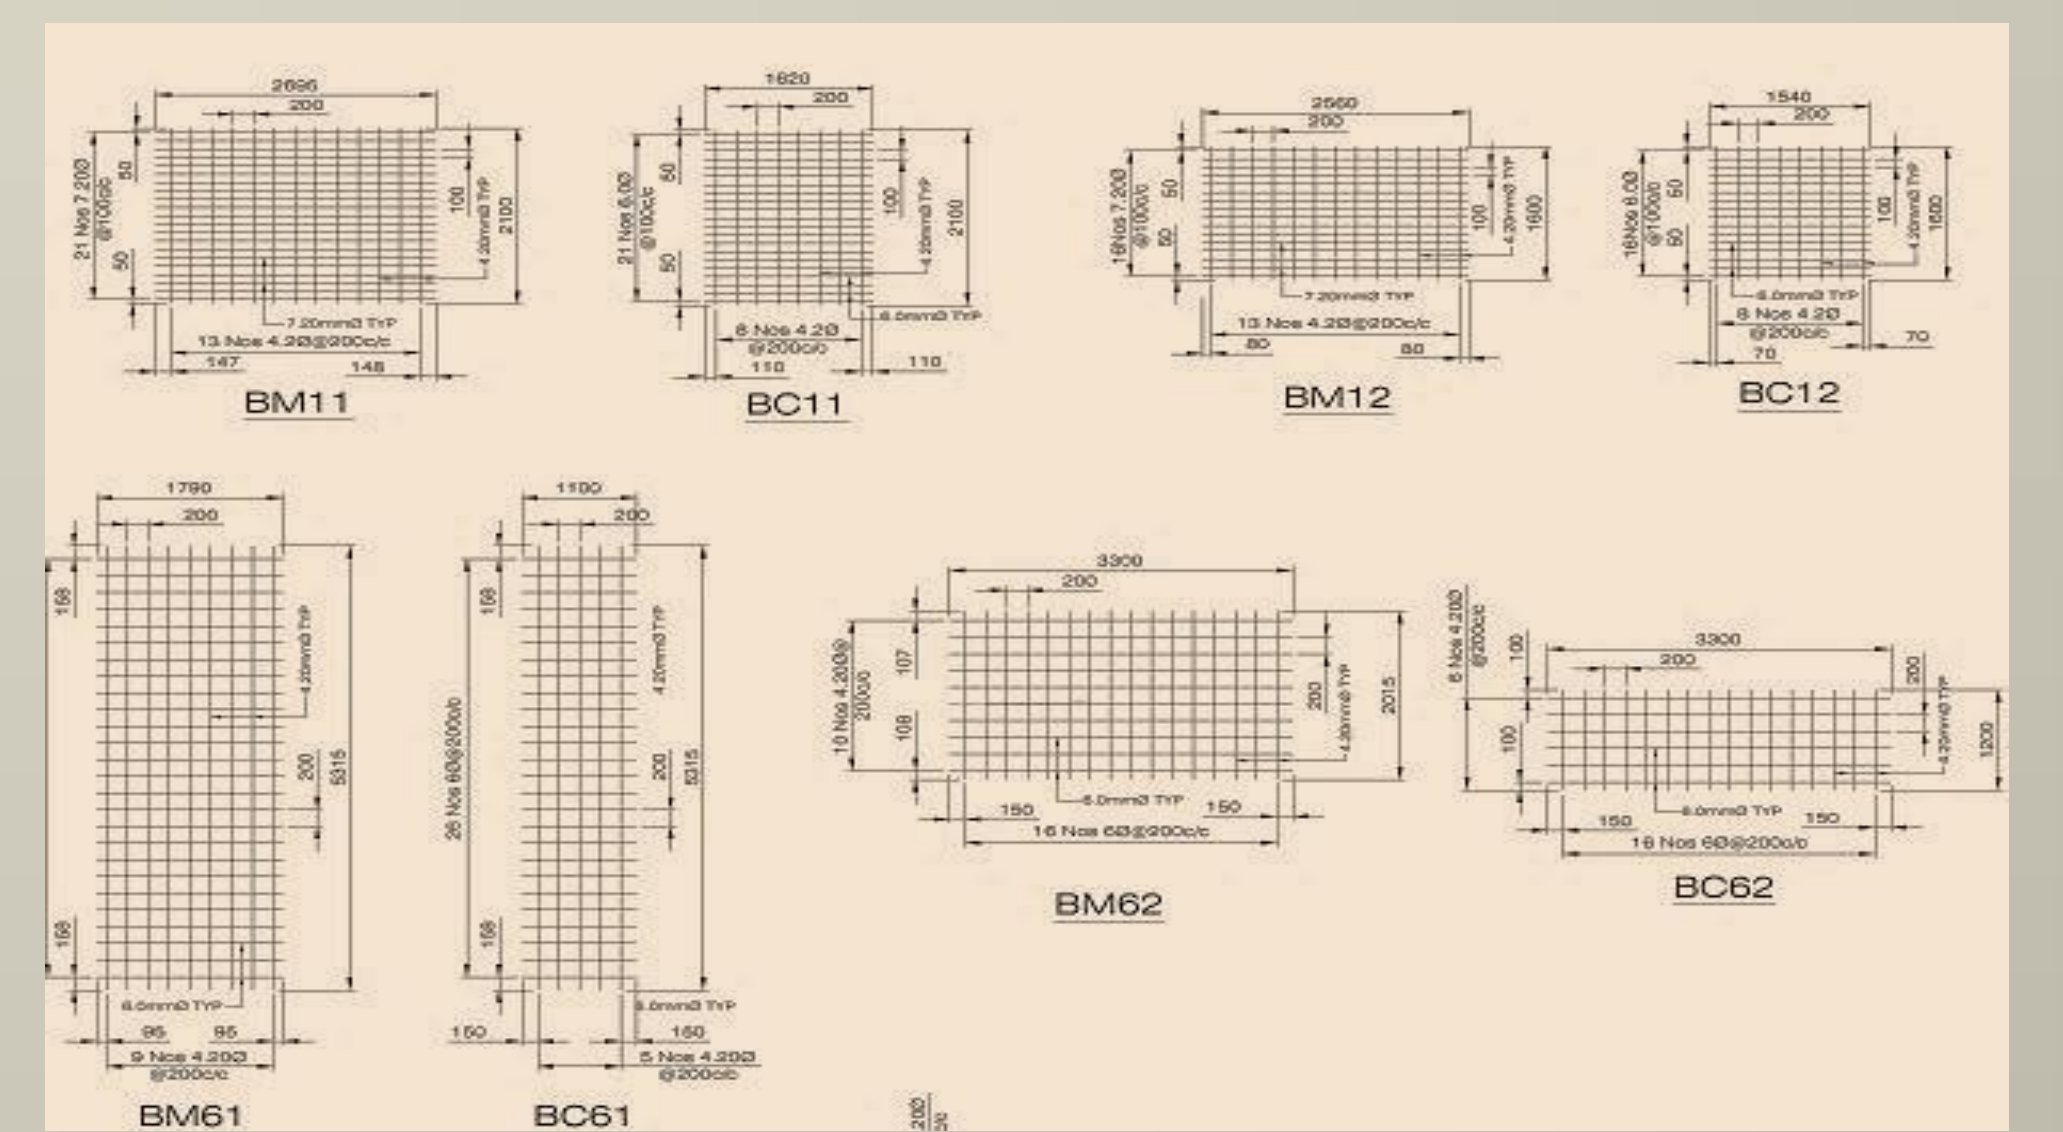 2695
200
21 Nos 7.20Ø
@100c/c
50
50
100
4.20mmØ TYP
2100
7.20mmØ TYP
13 Nos 4.2Ø@200c/c
147
148
BM11
1620
200
21 Nos 6.0Ø
@100c/c
50
50
100
4.20mmØ TYP
2100
6.0mmØ TYP
8 Nos 4.2Ø
@200c/c
110
110
BC11
2560
200
16Nos 7.20Ø
@100c/c
50
50
100
4.20mmØ TYP
1600
7.20mmØ TYP
13 Nos 4.2Ø@200c/c
80
80
BM12
1540
200
16Nos 6.0Ø
@100c/c
50
50
100
4.20mmØ TYP
1600
6.0mmØ TYP
8 Nos 4.2Ø
@200c/c
70
70
BC12
1790
200
158
158
4.20mmØ TYP
200
5315
6.0mmØ TYP
95
95
9 Nos 4.20Ø
@200c/c
BM61
1100
200
158
158
26 Nos 6Ø@200c/c
4.20mmØ TYP
200
5315
6.0mmØ TYP
150
150
5 Nos 4.20Ø
@200c/c
BC61
3300
200
10 Nos 4.20Ø@
200c/c
107
108
200
4.20mmØ TYP
2015
6.0mmØ TYP
150
150
16 Nos 6Ø@200c/c
BM62
6 Nos 4.20Ø
@200c/c
100
100
3300
200
200
4.20mmØ TYP
1200
6.0mmØ TYP
150
150
16 Nos 6Ø@200c/c
BC62